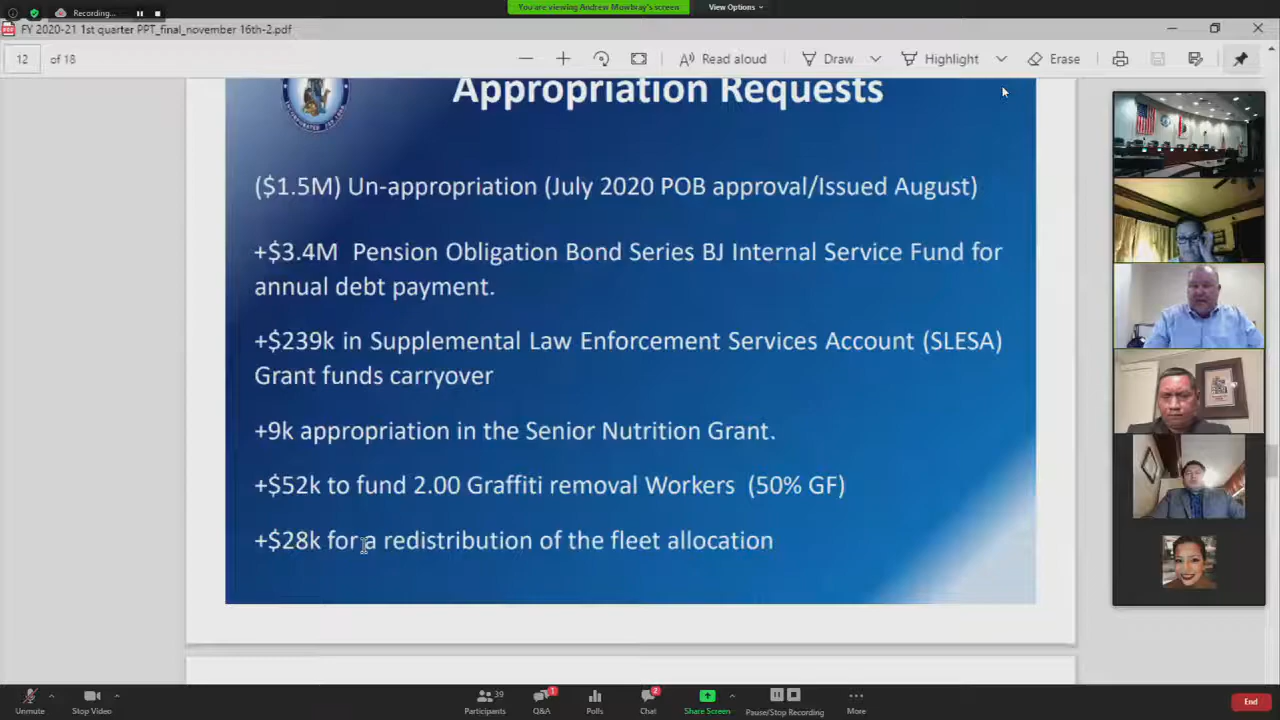 Recording...
You are viewing Andrew Mowbray's screen
View Options
FY 2020-21 1st quarter PPT_final_november 16th-2.pdf
12 of 18
Read aloud
Draw
Highlight
Erase
Appropriation Requests
($1.5M) Un-appropriation (July 2020 POB approval/Issued August)
+$3.4M Pension Obligation Bond Series BJ Internal Service Fund for
annual debt payment.
+$239k in Supplemental Law Enforcement Services Account (SLESA)
Grant funds carryover
+9k appropriation in the Senior Nutrition Grant.
+$52k to fund 2.00 Graffiti removal Workers (50% GF)
+$28k for a redistribution of the fleet allocation
Unmute
Stop Video
39
Participants
1
Q&A
Polls
2
Chat
Share Screen
Pause/Stop Recording
More
End